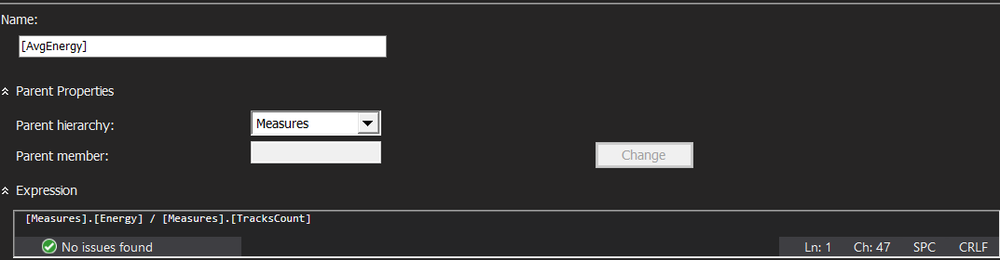 Name:
[AvgEnergy]
Parent Properties
Parent hierarchy:
Measures
Parent member:
Change
Expression
[Measures].[Energy] / [Measures].[TracksCount]
No issues found
Ln: 1
Ch: 47
SPC
CRLF